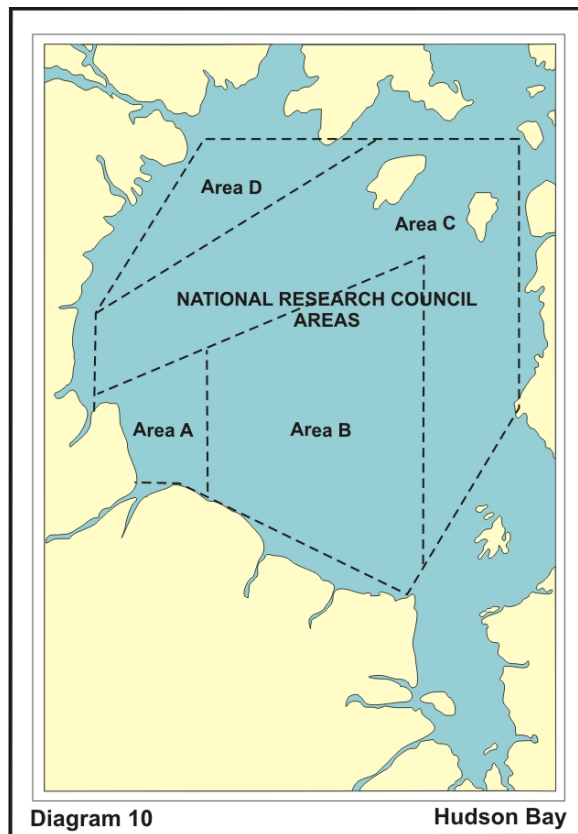 Area D
Area C
NATIONAL RESEARCH COUNCIL
AREAS
Area A
Area B
Diagram 10
Hudson Bay